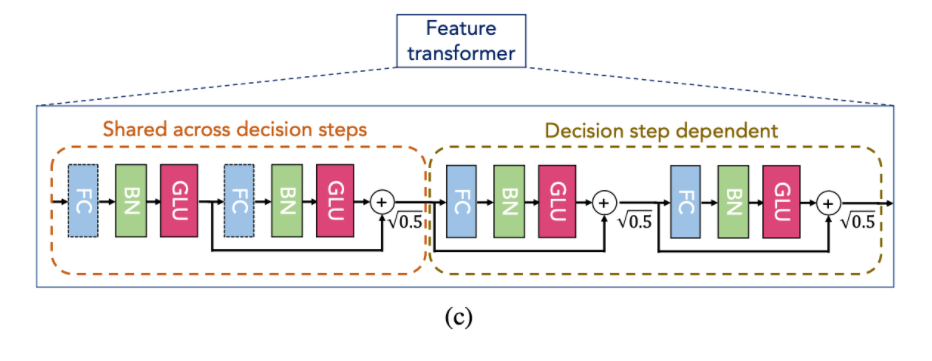 Feature
transformer
Shared across decision steps
Decision step dependent
FC
BN
GLU
FC
BN
GLU
+
√0.5
FC
BN
GLU
+
√0.5
FC
BN
GLU
+
√0.5
(c)